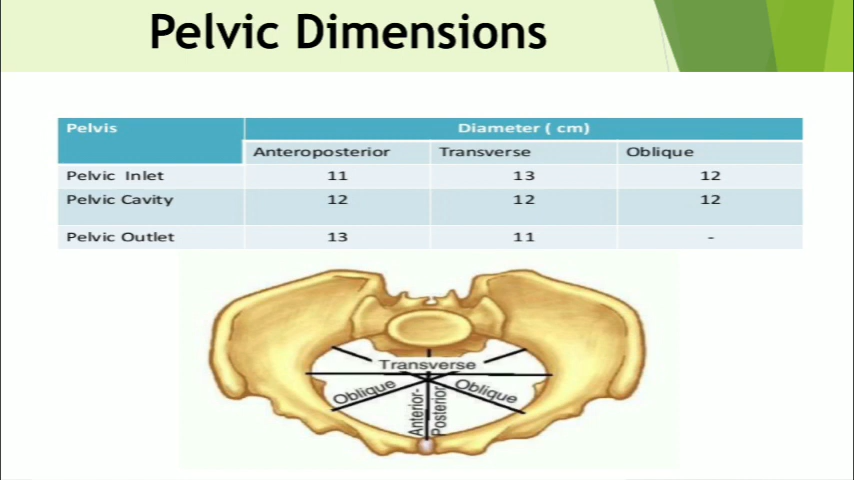 Pelvic Dimensions
Pelvis Diameter ( cm)
Anteroposterior Transverse Oblique
Pelvic Inlet 11 13 12
Pelvic Cavity 12 12 12
Pelvic Outlet 13 11 -
Transverse
Oblique Oblique
Anterior-
Posterior